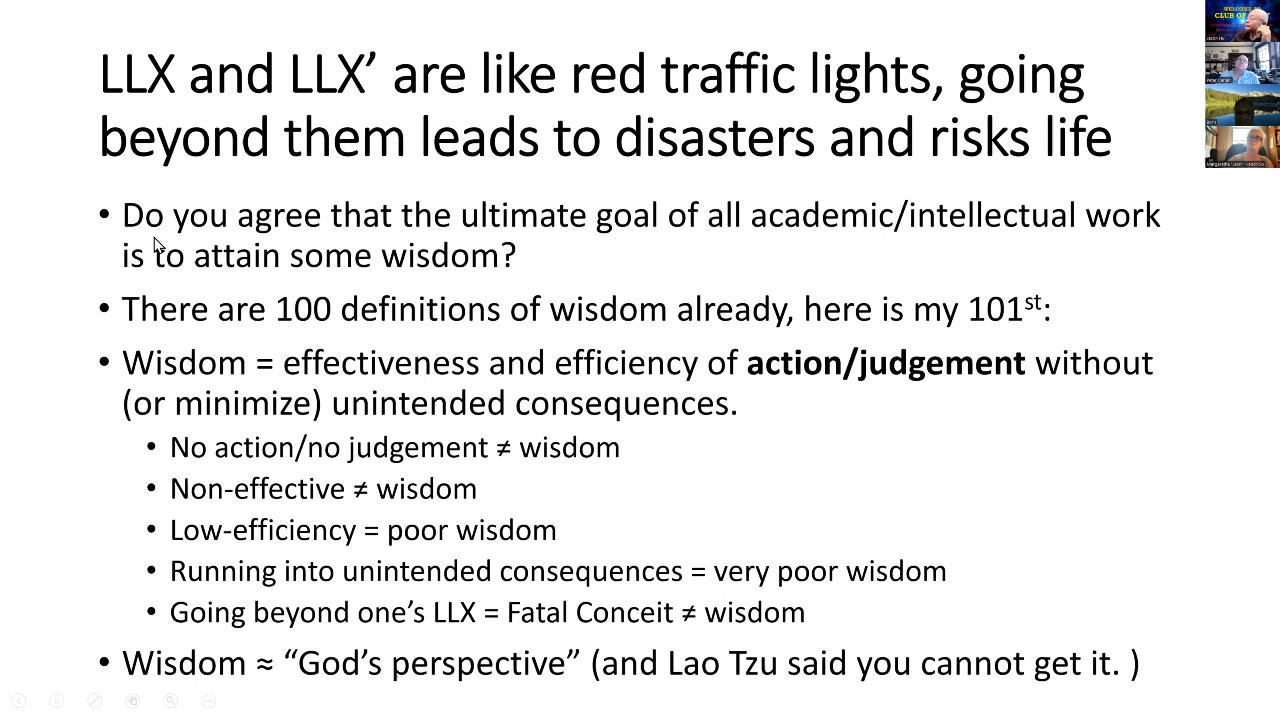 LLX and LLX’ are like red traffic lights, going
beyond them leads to disasters and risks life
• Do you agree that the ultimate goal of all academic/intellectual work
is to attain some wisdom?
• There are 100 definitions of wisdom already, here is my 101st:
• Wisdom = effectiveness and efficiency of action/judgement without
(or minimize) unintended consequences.
• No action/no judgement ≠ wisdom
• Non-effective ≠ wisdom
• Low-efficiency = poor wisdom
• Running into unintended consequences = very poor wisdom
• Going beyond one’s LLX = Fatal Conceit ≠ wisdom
• Wisdom ≈ “God’s perspective” (and Lao Tzu said you cannot get it. )
WELCOME
CLUB OF